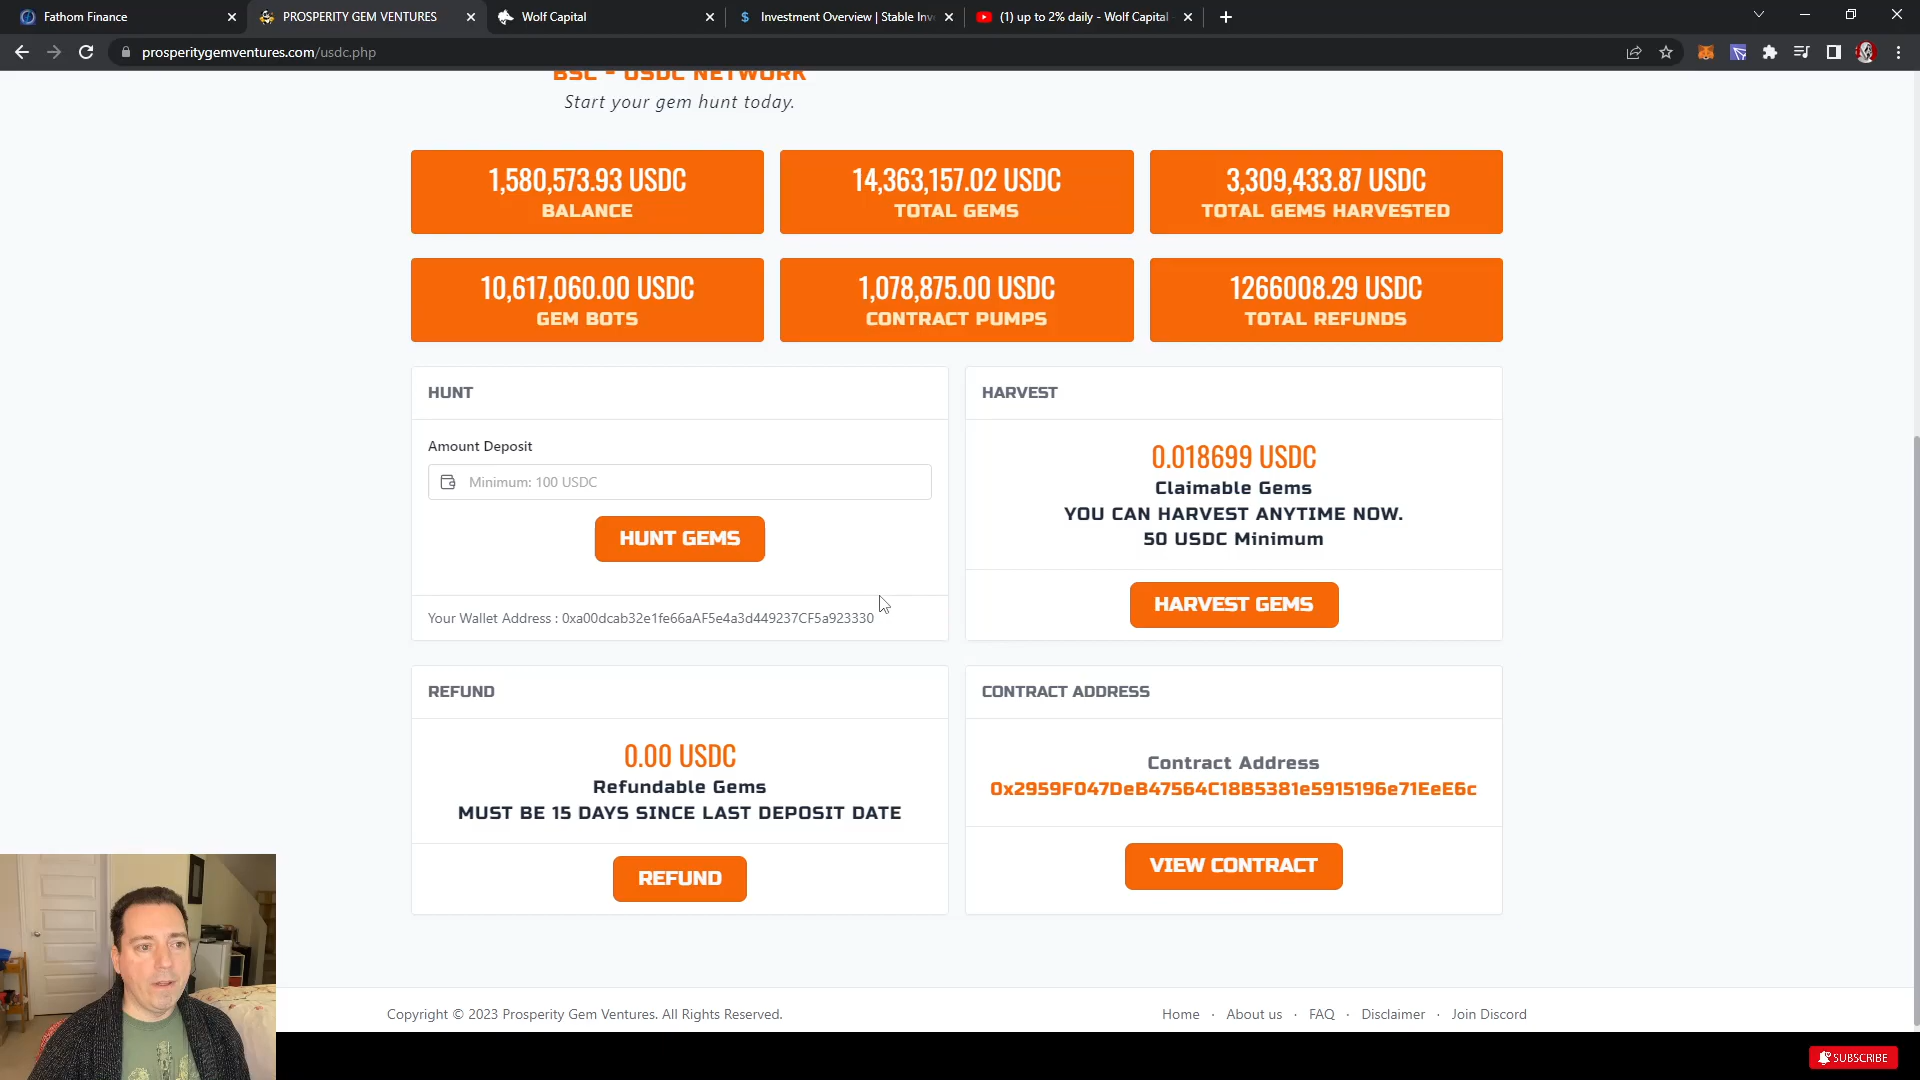 Fathom Finance
PROSPERITY GEM VENTURES
Wolf Capital
Investment Overview | Stable Inv
(1) up to 2% daily - Wolf Capital
prosperitygemventures.com/usdc.php
BSC - USDC NETWORK
Start your gem hunt today.
1,580,573.93 USDC
BALANCE
14,363,157.02 USDC
TOTAL GEMS
3,309,433.87 USDC
TOTAL GEMS HARVESTED
10,617,060.00 USDC
GEM BOTS
1,078,875.00 USDC
CONTRACT PUMPS
1266008.29 USDC
TOTAL REFUNDS
HUNT
Amount Deposit
Minimum: 100 USDC
HUNT GEMS
Your Wallet Address : 0xa00dcab32e1fe66aAF5e4a3d449237CF5a923330
HARVEST
0.018699 USDC
Claimable Gems
YOU CAN HARVEST ANYTIME NOW.
50 USDC Minimum
HARVEST GEMS
REFUND
0.00 USDC
Refundable Gems
MUST BE 15 DAYS SINCE LAST DEPOSIT DATE
REFUND
CONTRACT ADDRESS
Contract Address
0x2959F047DeB47564C18B5381e5915196e71EeE6c
VIEW CONTRACT
Copyright © 2023 Prosperity Gem Ventures. All Rights Reserved.
Home · About us · FAQ · Disclaimer · Join Discord
SUBSCRIBE